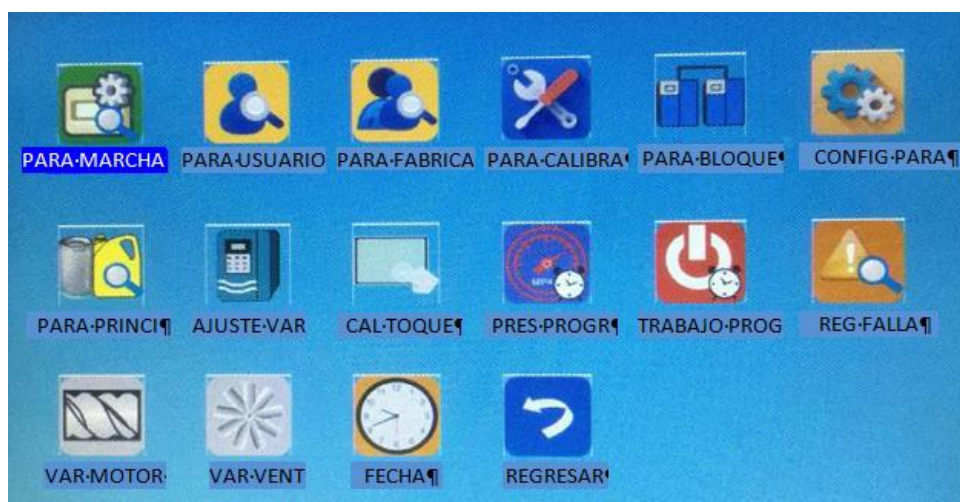 PARA·MARCHA PARA·USUARIO PARA·FABRICA PARA·CALIBRA¶ PARA·BLOQUE¶ CONFIG·PARA¶
MP4
PARA·PRINCI¶ AJUSTE·VAR CAL·TOQUE¶ PRES·PROGR¶ TRABAJO·PROG REG·FALLA¶
VAR·MOTOR· VAR·VENT FECHA¶ REGRESAR¶